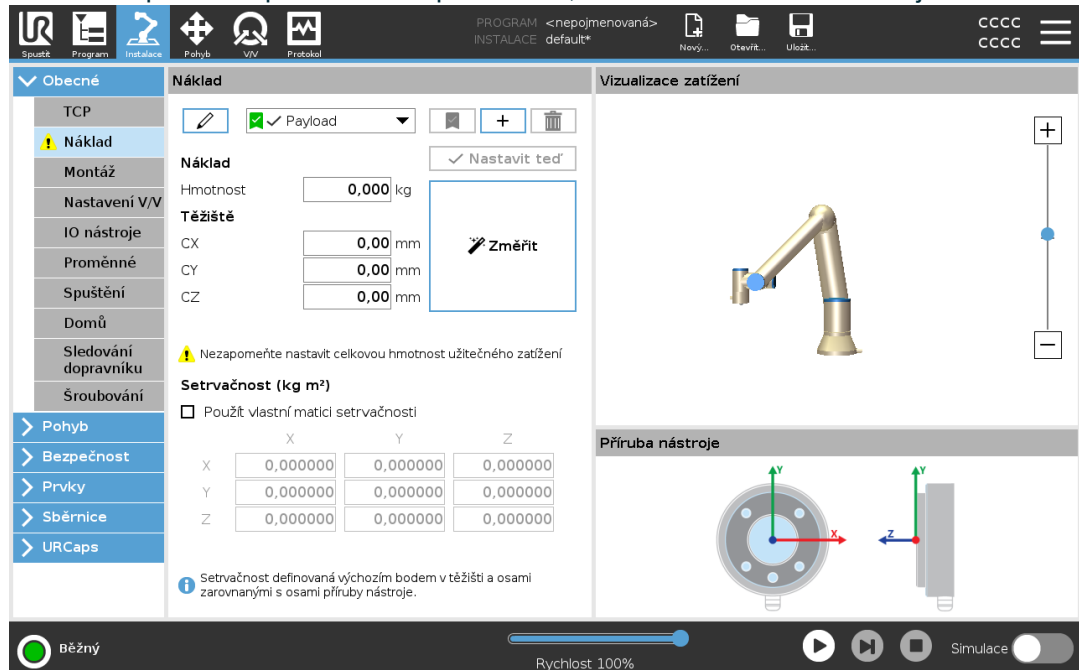 PROGRAM <nepojmenovaná>
INSTALACE default*
UR
Spustit Program Instalace Pohyb V/V Protokol
Nový... Otevřít... Uložit...
CCCC
CCCC
Obecné
TCP
Náklad
Montáž
Nastavení V/V
IO nástroje
Proměnné
Spuštění
Domů
Sledování
dopravníku
Šroubování
Pohyb
Bezpečnost
Prvky
Sběrnice
URCaps
Náklad
Payload
+
Náklad
Nastavit teď
Hmotnost 0,000 kg
Těžiště
CX 0,00 mm
CY 0,00 mm
CZ 0,00 mm
Změřit
Nezapomeňte nastavit celkovou hmotnost užitečného zatížení
Setrvačnost (kg m²)
Použít vlastní matici setrvačnosti
X Y Z
X 0,000000 0,000000 0,000000
Y 0,000000 0,000000 0,000000
Z 0,000000 0,000000 0,000000
Setrvačnost definovaná výchozím bodem v těžišti a osami
zarovnanými s osami příruby nástroje.
Vizualizace zatížení
Příruba nástroje
Y
X
Y
Z
Běžný
Rychlost 100%
Simulace